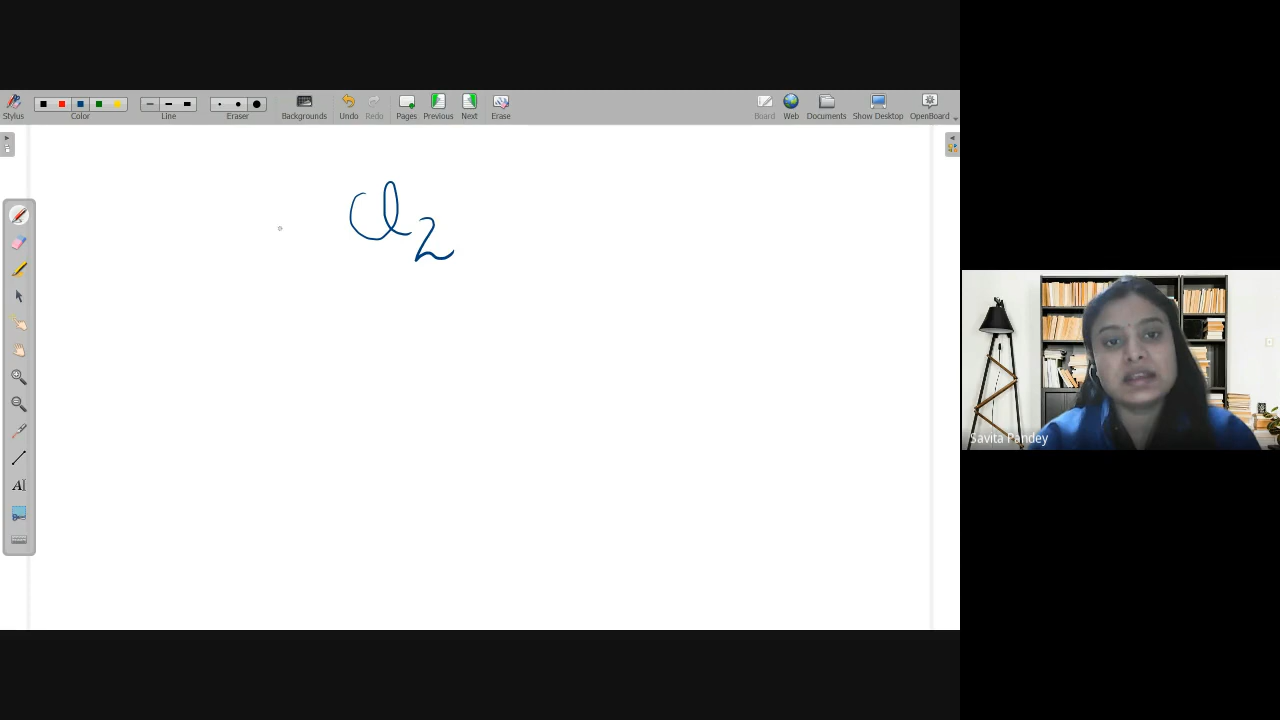 Stylus
Color
Line
Eraser
Backgrounds
Undo
Redo
Pages
Previous
Next
Erase
Board
Web
Documents
Show Desktop
OpenBoard
Cl2
AI
Savita Pandey